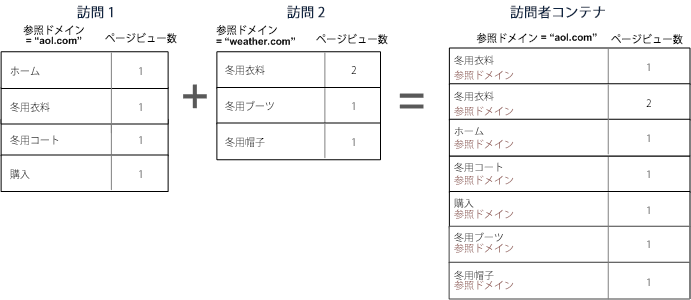 訪問 1
参照ドメイン
= “aol.com”
ページビュー数
ホーム
1
冬用衣料
1
冬用コート
1
購入
1
+
訪問 2
参照ドメイン
= “weather.com”
ページビュー数
冬用衣料
2
冬用ブーツ
1
冬用帽子
1
=
訪問者コンテナ
参照ドメイン = “aol.com”
ページビュー数
冬用衣料
参照ドメイン
1
冬用衣料
参照ドメイン
2
ホーム
参照ドメイン
1
冬用コート
参照ドメイン
1
購入
参照ドメイン
1
冬用ブーツ
参照ドメイン
1
冬用帽子
参照ドメイン
1